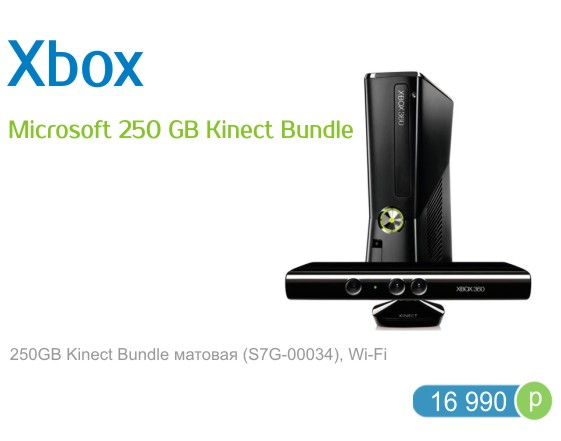 Xbox
Microsoft 250 GB Kinect Bundle
XBOX 360
XBOX 360
KINECT
250GB Kinect Bundle матовая (S7G-00034), Wi-Fi
16 990 р